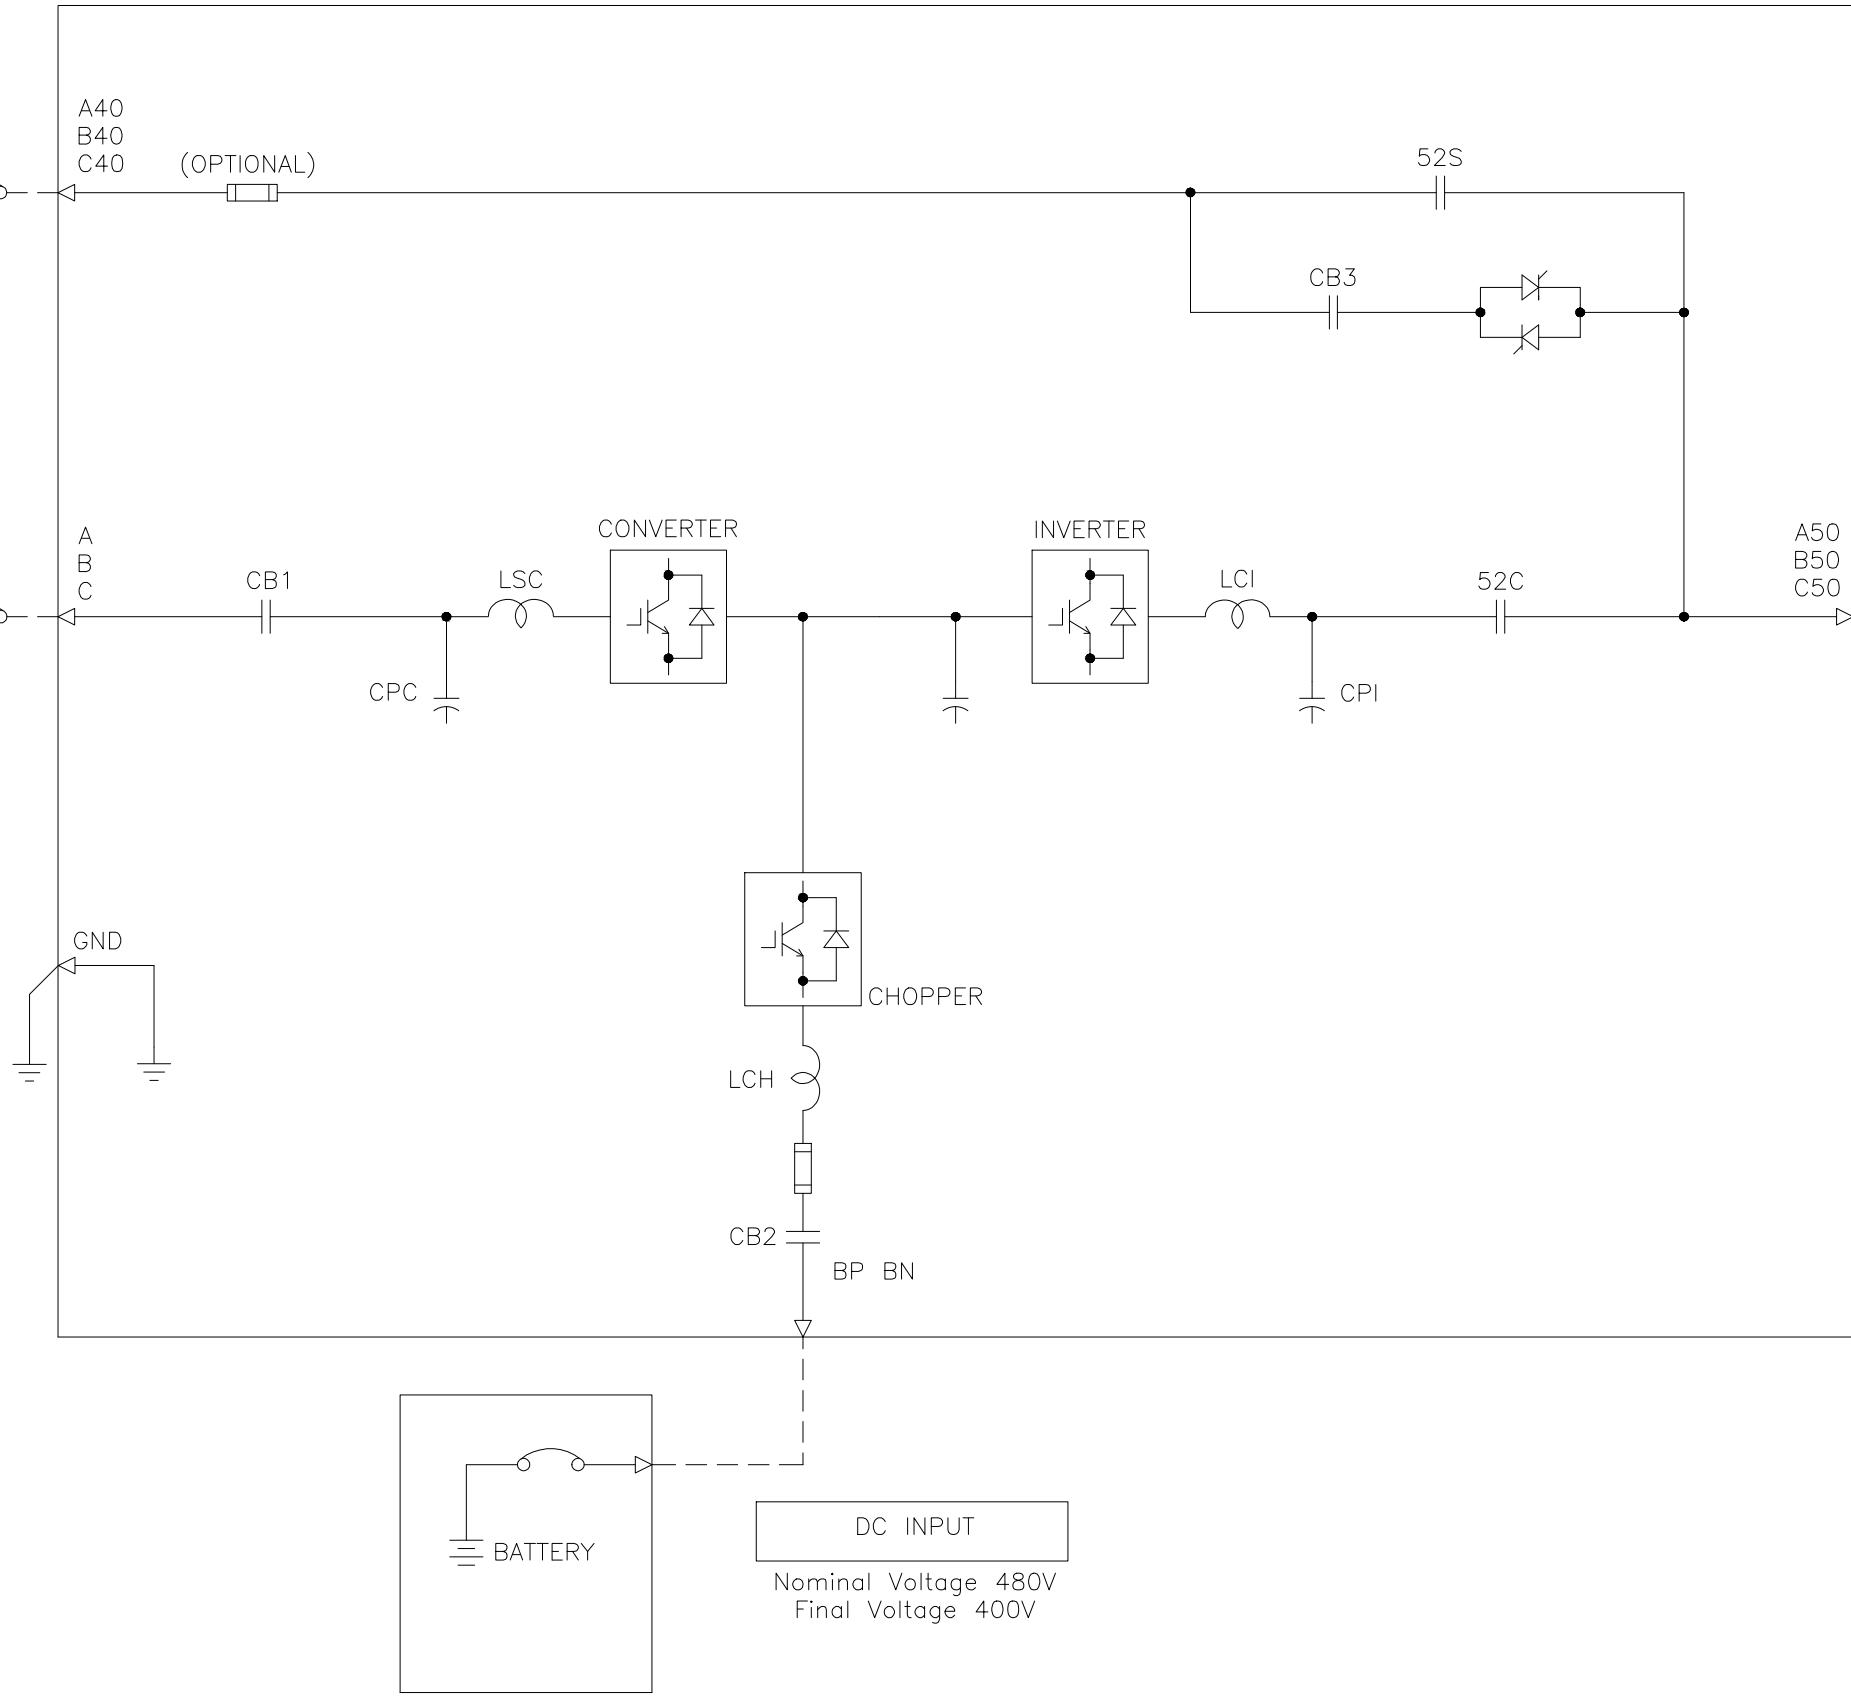 A40
B40
C40
(OPTIONAL)
52S
CB3
A
B
C
CB1
LSC
CONVERTER
INVERTER
LCI
52C
A50
B50
C50
CPC
CPI
GND
CHOPPER
LCH
CB2
BP BN
BATTERY
DC INPUT
Nominal Voltage 480V
Final Voltage 400V